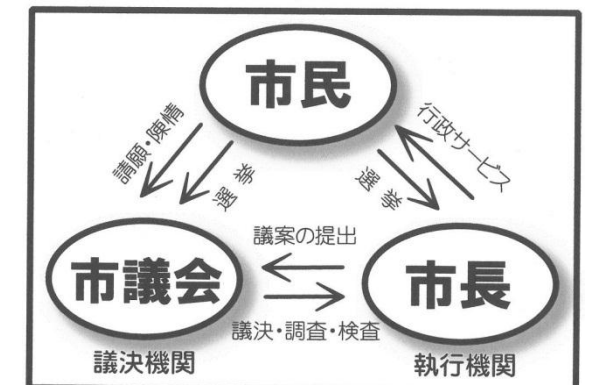 市民
請願・陳情
選挙
選挙
行政サービス
議案の提出
市議会
市長
議決・調査・検査
議決機関
執行機関